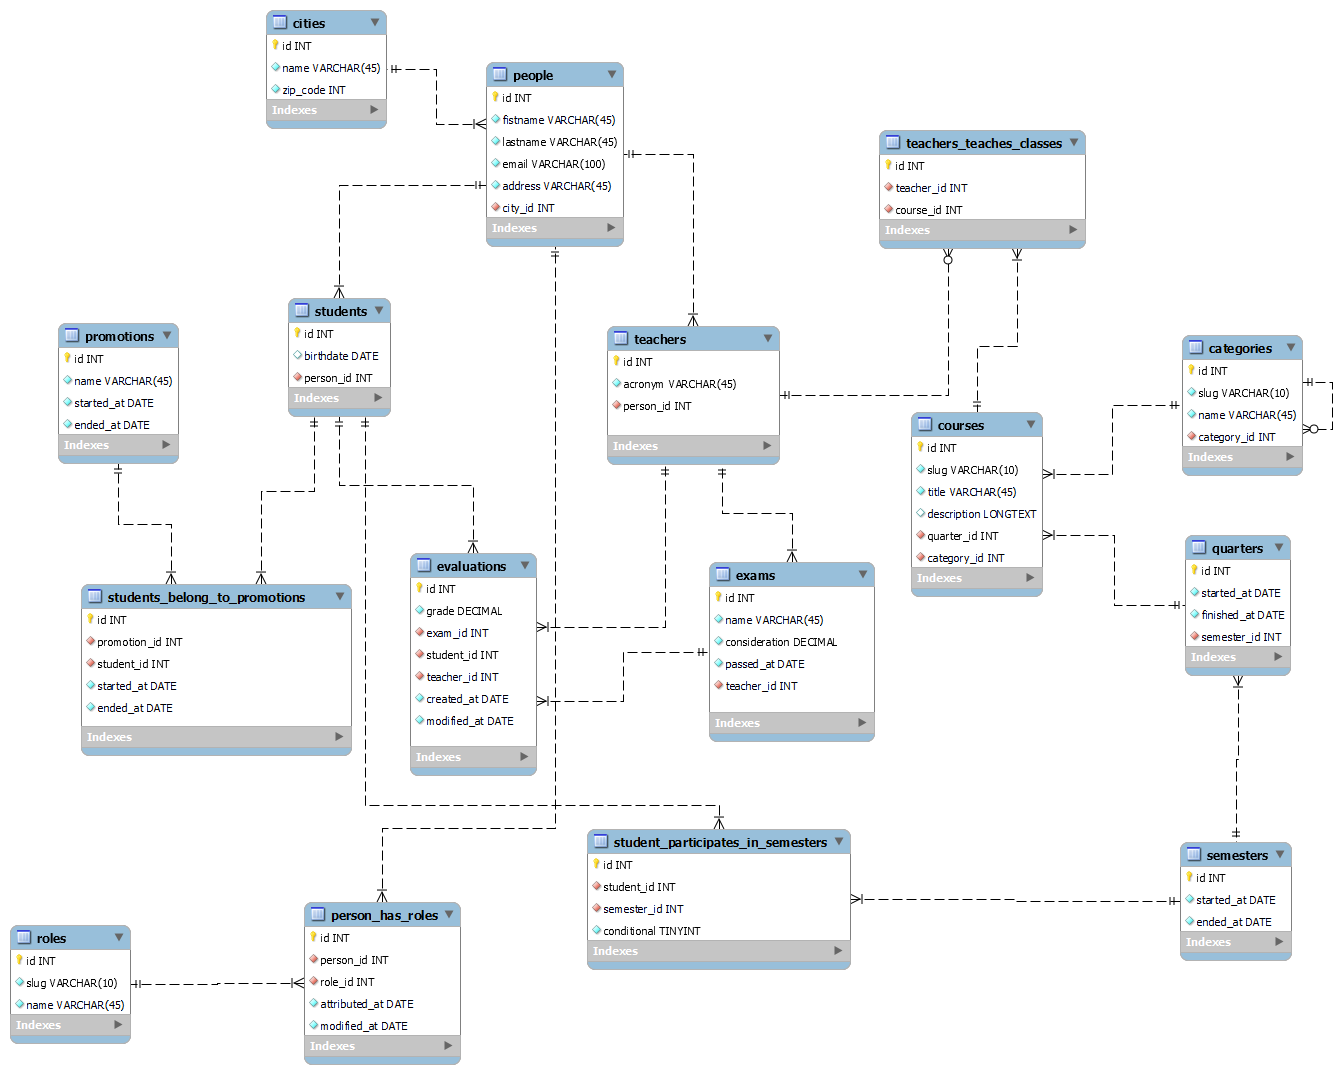 cities
id INT
name VARCHAR(45)
zip_code INT
Indexes
people
id INT
fistname VARCHAR(45)
lastname VARCHAR(45)
email VARCHAR(100)
address VARCHAR(45)
city_id INT
Indexes
teachers_teaches_classes
id INT
teacher_id INT
course_id INT
Indexes
students
id INT
birthdate DATE
person_id INT
Indexes
promotions
id INT
name VARCHAR(45)
started_at DATE
ended_at DATE
Indexes
teachers
id INT
acronym VARCHAR(45)
person_id INT
Indexes
categories
id INT
slug VARCHAR(10)
name VARCHAR(45)
category_id INT
Indexes
courses
id INT
slug VARCHAR(10)
title VARCHAR(45)
description LONGTEXT
quarter_id INT
category_id INT
Indexes
quarters
id INT
started_at DATE
finished_at DATE
semester_id INT
Indexes
students_belong_to_promotions
id INT
promotion_id INT
student_id INT
started_at DATE
ended_at DATE
Indexes
evaluations
id INT
grade DECIMAL
exam_id INT
student_id INT
teacher_id INT
created_at DATE
modified_at DATE
Indexes
exams
id INT
name VARCHAR(45)
consideration DECIMAL
passed_at DATE
teacher_id INT
Indexes
student_participates_in_semesters
id INT
student_id INT
semester_id INT
conditional TINYINT
Indexes
semesters
id INT
started_at DATE
ended_at DATE
Indexes
person_has_roles
id INT
person_id INT
role_id INT
attributed_at DATE
modified_at DATE
Indexes
roles
id INT
slug VARCHAR(10)
name VARCHAR(45)
Indexes